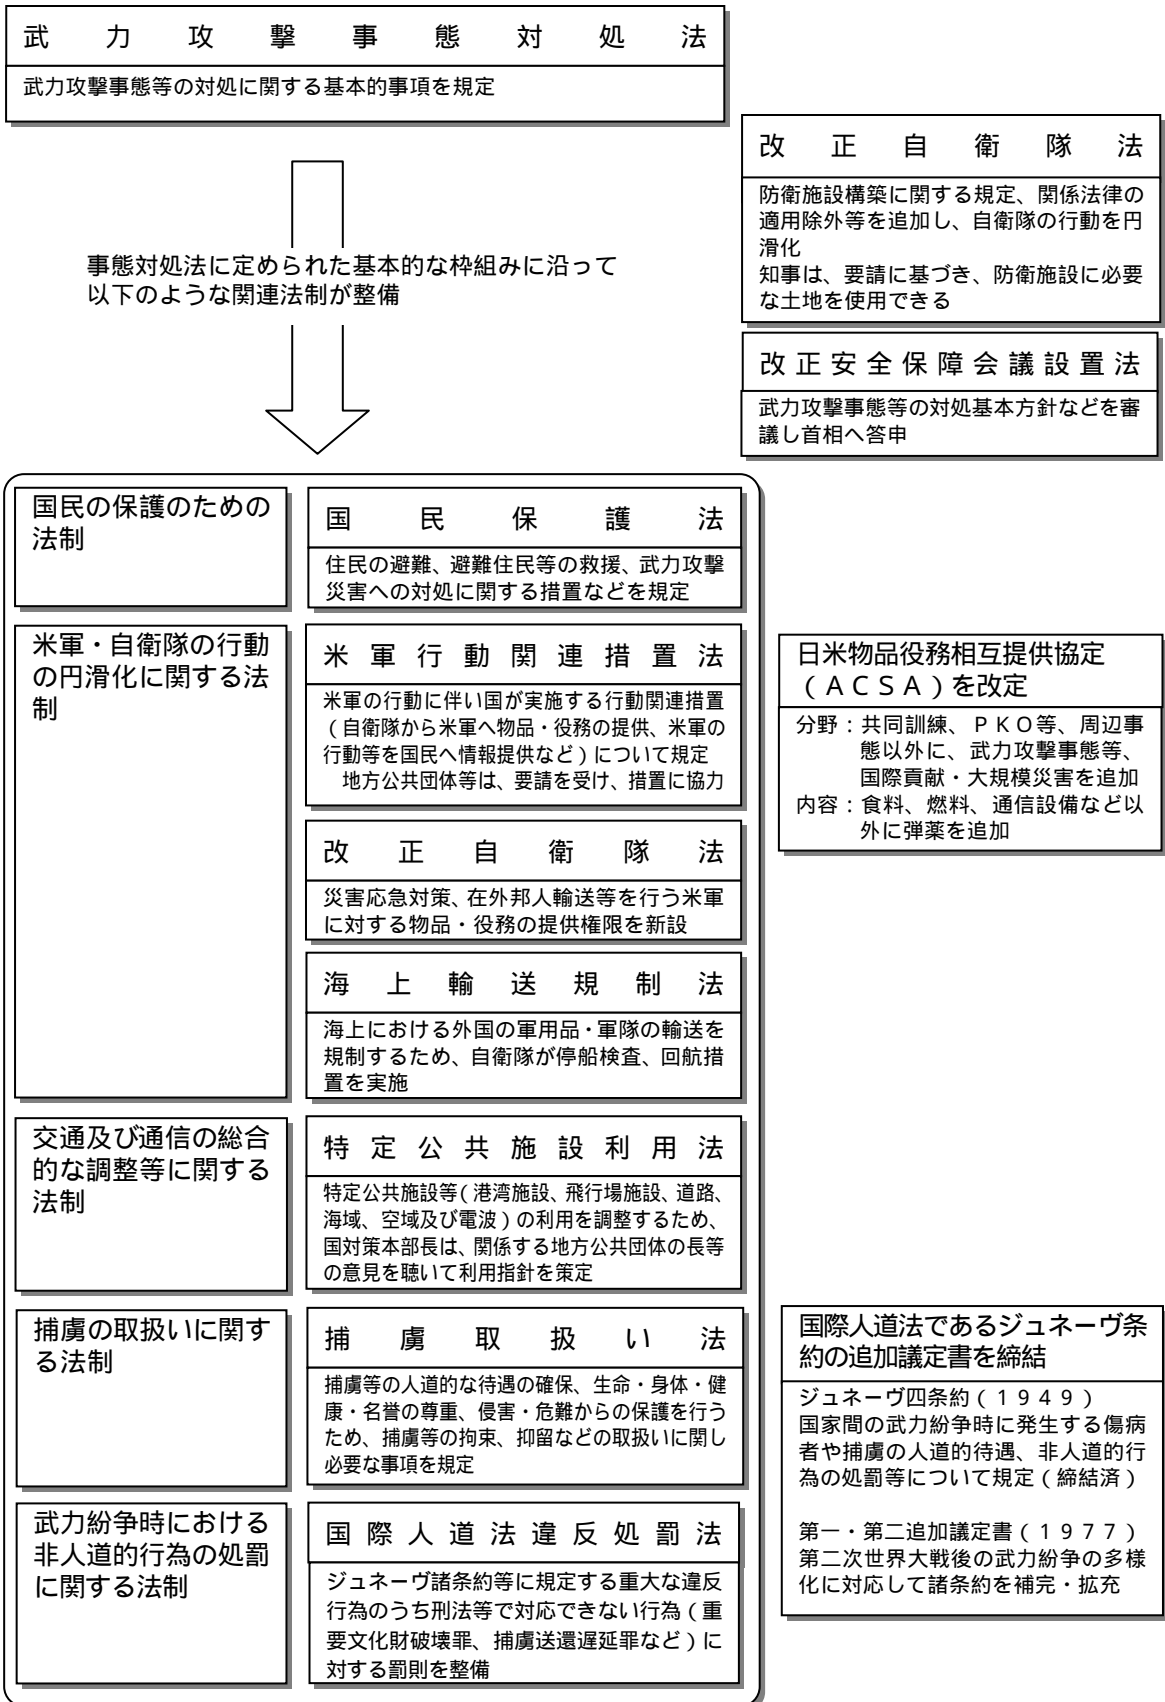 武力攻撃事態対処法
武力攻撃事態等の対処に関する基本的事項を規定
改正自衛隊法
防衛施設構築に関する規定、関係法律の
適用除外等を追加し、自衛隊の行動を円
滑化
知事は、要請に基づき、防衛施設に必要
な土地を使用できる
事態対処法に定められた基本的な枠組みに沿って
以下のような関連法制が整備
改正安全保障会議設置法
武力攻撃事態等の対処基本方針などを審
議し首相へ答申
国民の保護のための
法制
国民保護法
住民の避難、避難住民等の救援、武力攻撃
災害への対処に関する措置などを規定
米軍・自衛隊の行動
の円滑化に関する法
制
米軍行動関連措置法
米軍の行動に伴い国が実施する行動関連措置
(自衛隊から米軍へ物品・役務の提供、米軍の
行動等を国民へ情報提供など)について規定
地方公共団体等は、要請を受け、措置に協力
日米物品役務相互提供協定
(ACSA)を改定
分野:共同訓練、PKO等、周辺事
態以外に、武力攻撃事態等、
国際貢献・大規模災害を追加
内容:食料、燃料、通信設備など以
外に弾薬を追加
改正自衛隊法
災害応急対策、在外邦人輸送等を行う米軍
に対する物品・役務の提供権限を新設
海上輸送規制法
海上における外国の軍用品・軍隊の輸送を
規制するため、自衛隊が停船検査、回航措
置を実施
交通及び通信の総合
的な調整等に関する
法制
特定公共施設利用法
特定公共施設等(港湾施設、飛行場施設、道路、
海域、空域及び電波)の利用を調整するため、
国対策本部長は、関係する地方公共団体の長等
の意見を聴いて利用指針を策定
捕虜の取扱いに関す
る法制
捕虜取扱い法
捕虜等の人道的な待遇の確保、生命・身体・健
康・名誉の尊重、侵害・危難からの保護を行う
ため、捕虜等の拘束、抑留などの取扱いに関し
必要な事項を規定
国際人道法であるジュネーヴ条
約の追加議定書を締結
ジュネーヴ四条約(1949)
国家間の武力紛争時に発生する傷病
者や捕虜の人道的待遇、非人道的行
為の処罰等について規定(締結済)
第一・第二追加議定書(1977)
第二次世界大戦後の武力紛争の多様
化に対応して諸条約を補完・拡充
武力紛争時における
非人道的行為の処罰
に関する法制
国際人道法違反処罰法
ジュネーヴ諸条約等に規定する重大な違反
行為のうち刑法等で対応できない行為(重
要文化財破壊罪、捕虜送還遅延罪など)に
対する罰則を整備